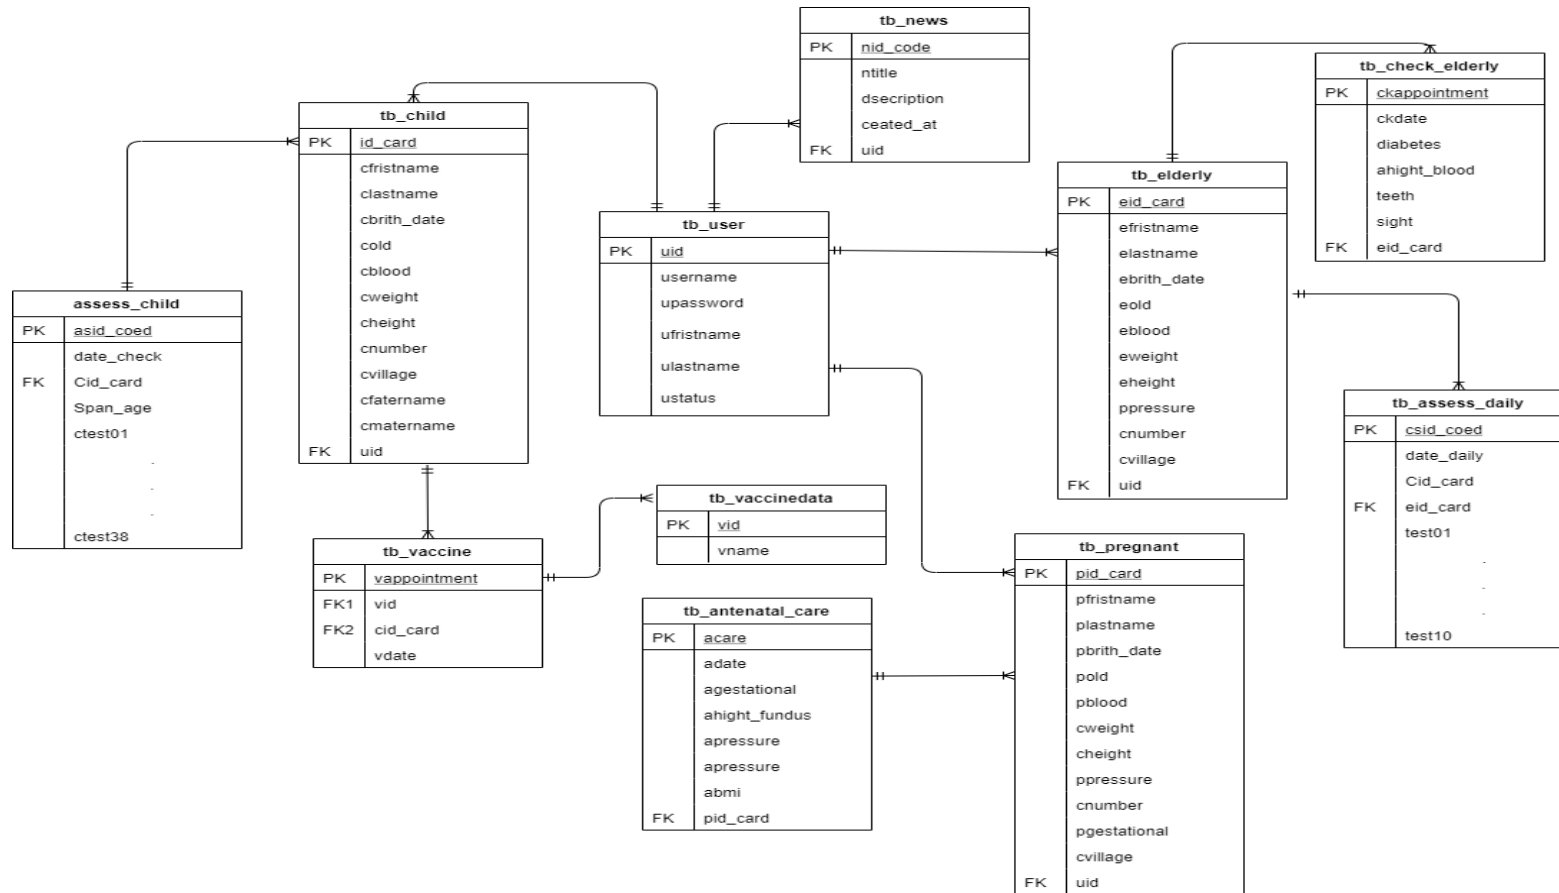 tb_news
PK nid_code
ntitle
dsecription
ceated_at
FK uid
tb_check_elderly
PK ckappointment
ckdate
diabetes
ahight_blood
teeth
sight
FK eid_card
tb_child
PK id_card
cfristname
clastname
cbrith_date
cold
cblood
cweight
cheight
cnumber
cvillage
cfatername
cmatername
FK uid
tb_elderly
PK eid_card
efristname
elastname
ebrith_date
eold
eblood
eweight
eheight
ppressure
cnumber
cvillage
FK uid
tb_user
PK uid
username
upassword
ufristname
ulastname
ustatus
assess_child
PK asid_coed
date_check
FK Cid_card
Span_age
ctest01
.
.
.
ctest38
tb_assess_daily
PK csid_coed
date_daily
Cid_card
FK eid_card
test01
.
.
.
test10
tb_vaccinedata
PK vid
vname
tb_vaccine
PK vappointment
FK1 vid
FK2 cid_card
vdate
tb_pregnant
PK pid_card
pfristname
plastname
pbrith_date
pold
pblood
cweight
cheight
ppressure
cnumber
pgestational
cvillage
FK uid
tb_antenatal_care
PK acare
adate
agestational
ahight_fundus
apressure
apressure
abmi
FK pid_card